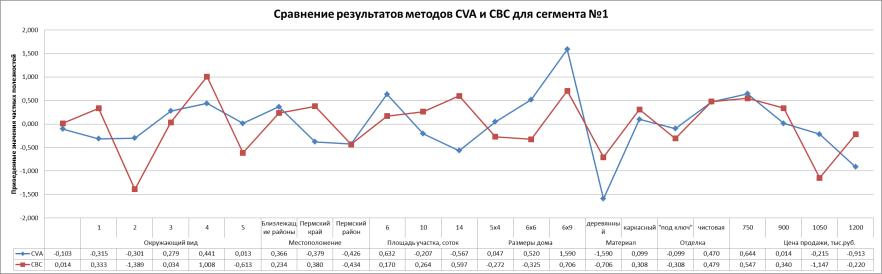 Сравнение результатов методов CVA и CBC для сегмента №1
Приведенные значения частных полезностей
2,000
1,500
1,000
0,500
0,000
-0,500
-1,000
-1,500
-2,000
1 2 3 4 5 Близлежащие районы Пермский край Пермский район 6 10 14 5x4 6x6 6x9 деревянный каркасный "под ключ" чистовая 750 900 1050 1200
Окружающий вид Местоположение Площадь участка, соток Размеры дома Материал Отделка Цена продажи, тыс.руб.
CVA -0,103 -0,315 -0,301 0,279 0,441 0,013 0,366 -0,379 -0,426 0,632 -0,207 -0,567 0,047 0,520 1,590 -1,590 0,099 -0,099 0,470 0,644 0,014 -0,215 -0,913
CBC 0,014 0,333 -1,389 0,034 1,008 -0,613 0,234 0,380 -0,434 0,170 0,264 0,597 -0,272 -0,325 0,706 -0,706 0,308 -0,308 0,479 0,547 0,340 -1,147 -0,220